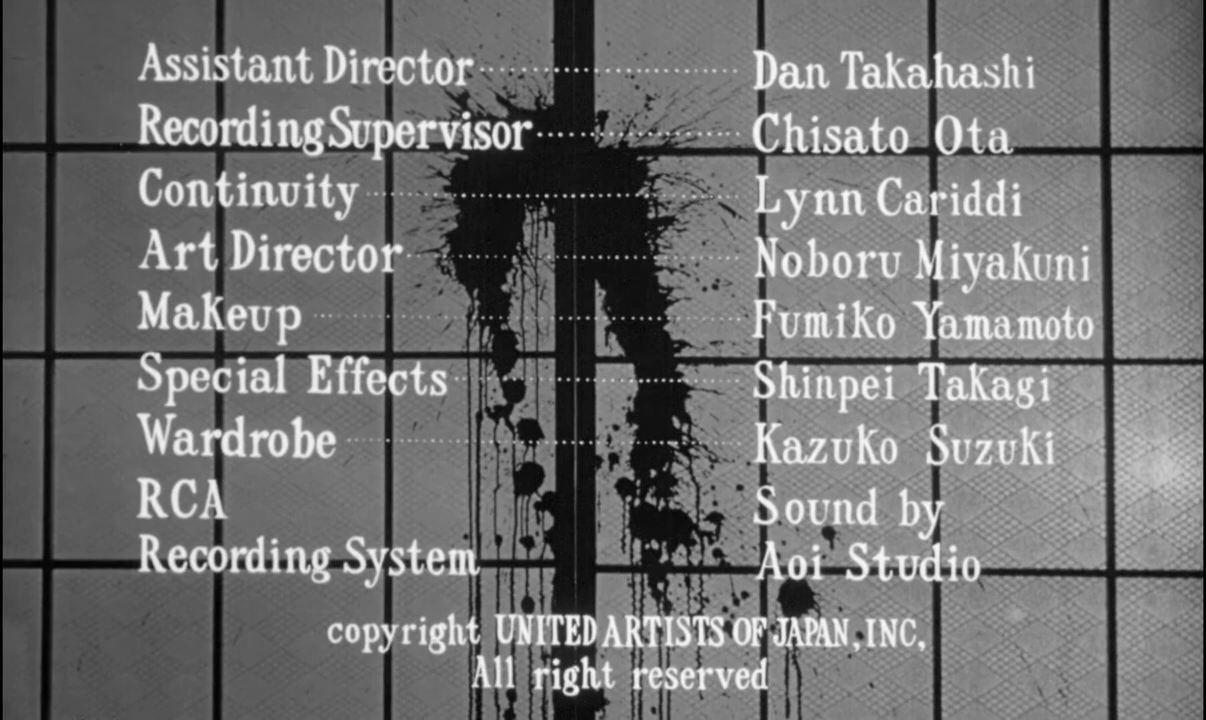 Assistant Director Dan Takahashi
Recording Supervisor Chisato Ota
Continuity Lynn Cariddi
Art Director Noboru Miyakuni
Makeup Fumiko Yamamoto
Special Effects Shinpei Takagi
Wardrobe Kazuko Suzuki
RCA Sound by
Recording System Aoi Studio
copyright UNITED ARTISTS OF JAPAN, INC,
All right reserved